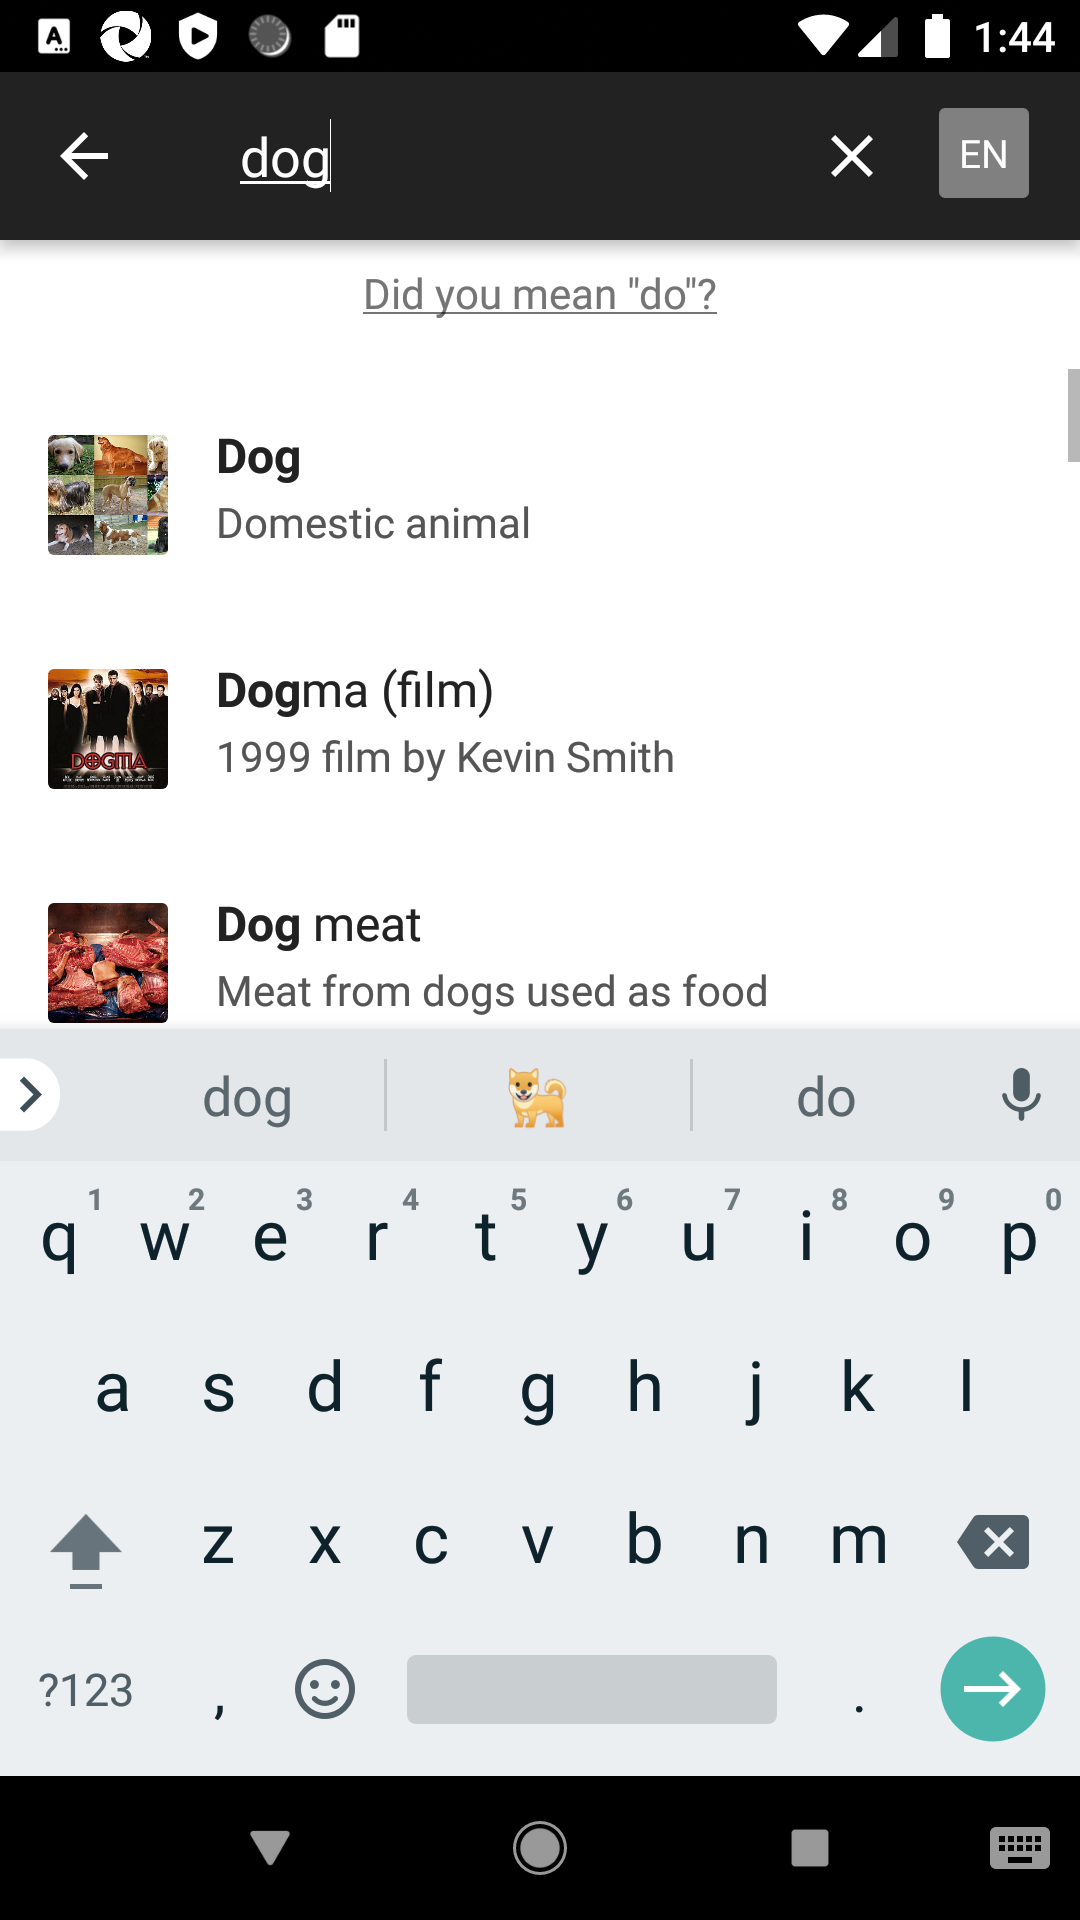 1:44
dog
EN
Did you mean "do"?
Dog
Domestic animal
DOGMA
Dogma (film)
1999 film by Kevin Smith
Dog meat
Meat from dogs used as food
dog
do
1 2 3 4 5 6 7 8 9 0
q w e r t y u i o p
a s d f g h j k l
z x c v b n m
?123 , .